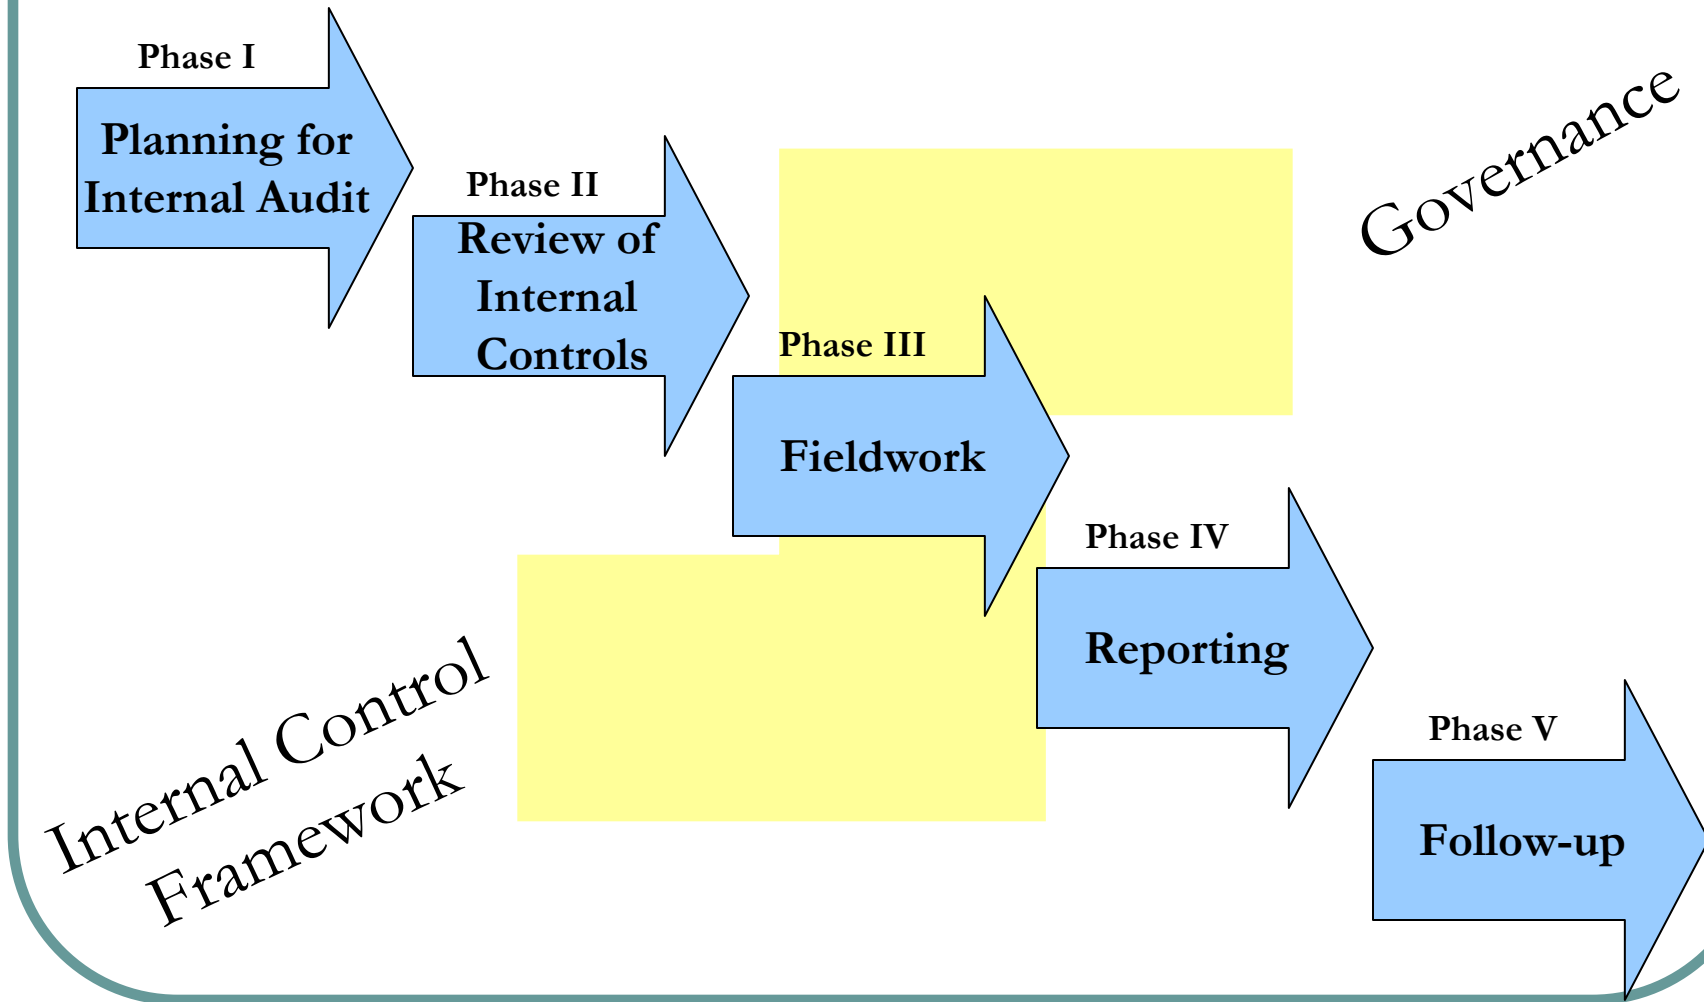 Phase I
Planning for
Internal Audit
Phase II
Review of
Internal
Controls
Governance
Phase III
Fieldwork
Phase IV
Reporting
Internal Control
Framework
Phase V
Follow-up